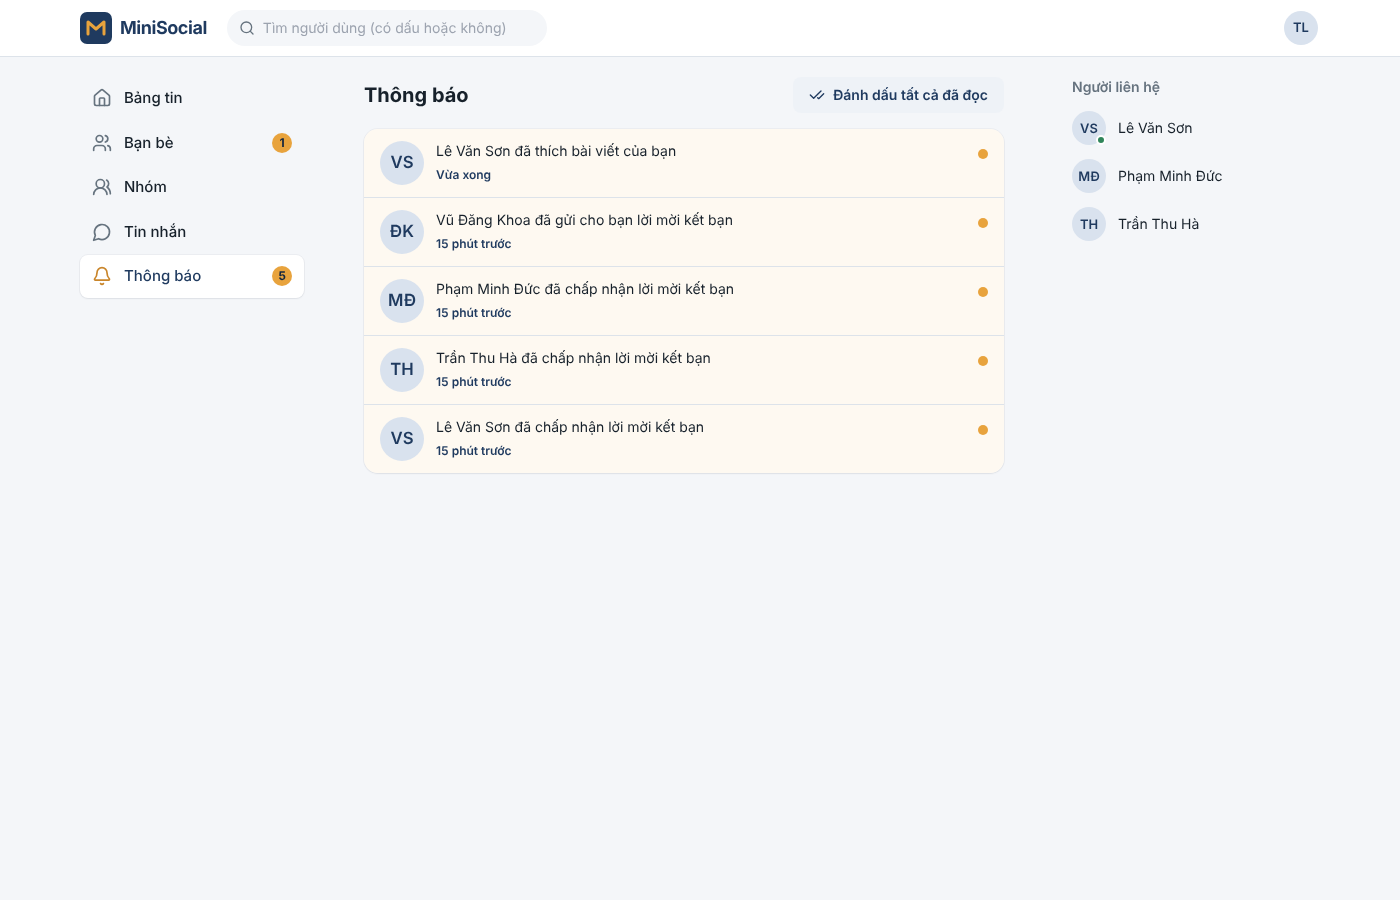 MiniSocial
Tìm người dùng (có dấu hoặc không)
TL
Bảng tin
Bạn bè
1
Nhóm
Tin nhắn
Thông báo
5
Thông báo
Đánh dấu tất cả đã đọc
VS
Lê Văn Sơn đã thích bài viết của bạn
Vừa xong
ĐK
Vũ Đăng Khoa đã gửi cho bạn lời mời kết bạn
15 phút trước
MĐ
Phạm Minh Đức đã chấp nhận lời mời kết bạn
15 phút trước
TH
Trần Thu Hà đã chấp nhận lời mời kết bạn
15 phút trước
VS
Lê Văn Sơn đã chấp nhận lời mời kết bạn
15 phút trước
Người liên hệ
VS
Lê Văn Sơn
MĐ
Phạm Minh Đức
TH
Trần Thu Hà